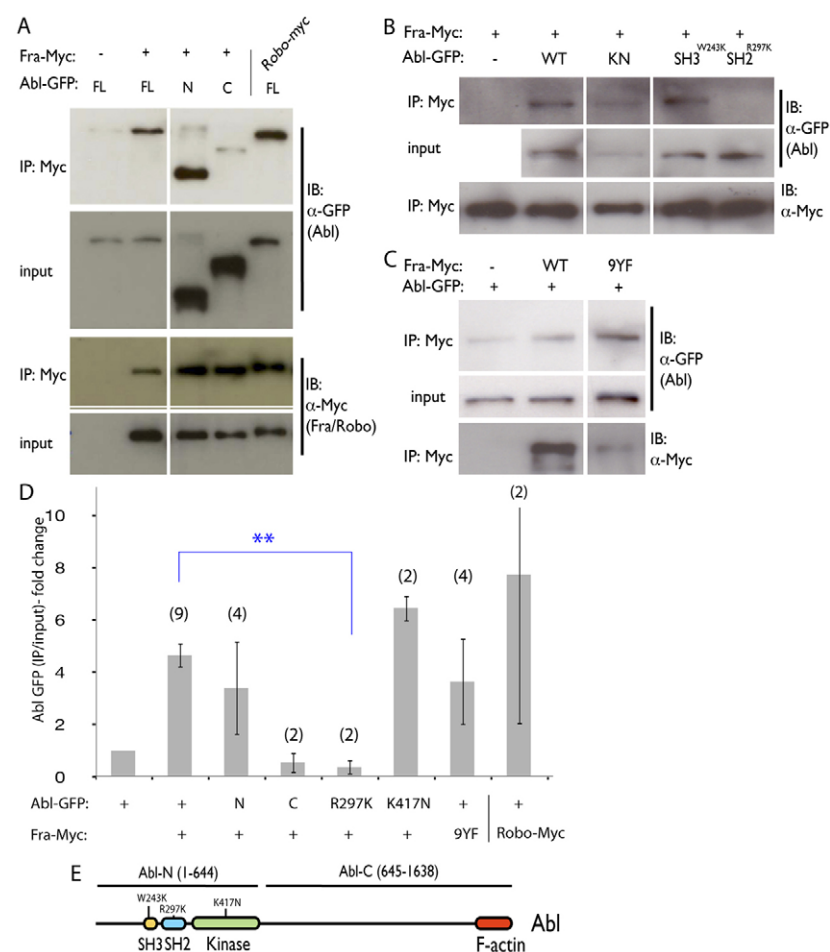 A
Fra-Myc: - + + + Robo-myc
Abl-GFP: FL FL N C FL
IP: Myc
input
IB:
α-GFP
(Abl)
IP: Myc
input
IB:
α-Myc
(Fra/Robo)
B
Fra-Myc: + + + + +
Abl-GFP: - WT KN SH3 W243K SH2 R297K
IP: Myc
input
IB:
α-GFP
(Abl)
IP: Myc
IB:
α-Myc
C
Fra-Myc: - WT 9YF
Abl-GFP: + + +
IP: Myc
input
IB:
α-GFP
(Abl)
IP: Myc
IB:
α-Myc
D
Abl GFP (IP/input)- fold change
10
8
6
4
2
0
(9) (4) (2) (2) (2) (4) (2)
**
Abl-GFP: + + N C R297K K417N + +
Fra-Myc: + + + + + 9YF Robo-Myc
E
Abl-N (1-644) Abl-C (645-1638)
W243K R297K K417N
Abl
SH3 SH2 Kinase F-actin